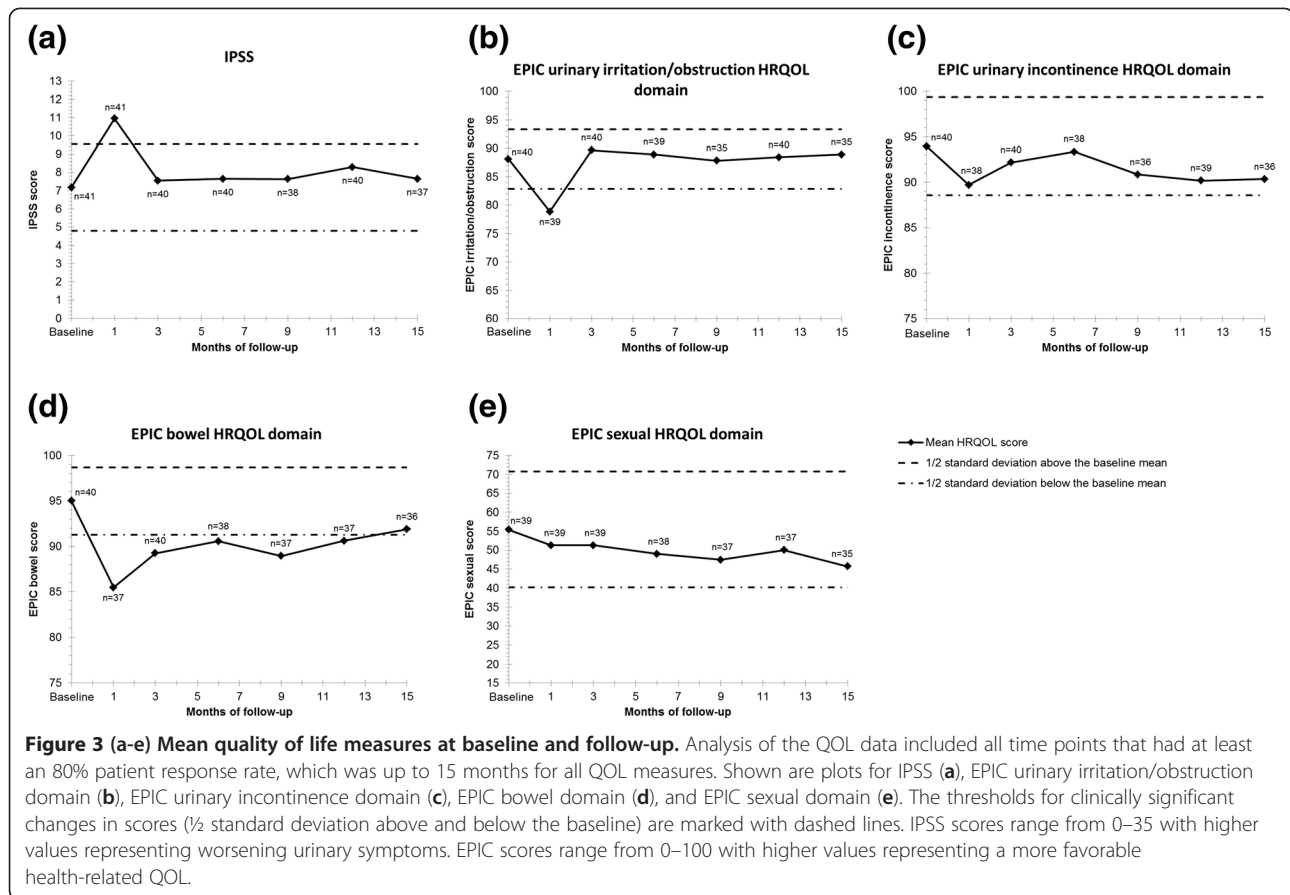 (a)
IPSS
13
12
11
10
9
8
7
6
5
4
3
2
1
0
IPSS score
n=41
n=41
n=40
n=40
n=38
n=40
n=37
Baseline 1 3 5 7 9 11 13 15
Months of follow-up
(b)
EPIC urinary irritation/obstruction HRQOL
domain
100
95
90
85
80
75
70
65
60
EPIC irritation/obstruction score
n=40
n=39
n=40
n=39
n=35
n=40
n=35
Baseline 1 3 5 7 9 11 13 15
Months of follow-up
(c)
EPIC urinary incontinence HRQOL domain
100
95
90
85
80
75
EPIC incontinence score
n=40
n=38
n=40
n=38
n=36
n=39
n=36
Baseline 1 3 5 7 9 11 13 15
Months of follow-up
(d)
EPIC bowel HRQOL domain
100
95
90
85
80
75
EPIC bowel score
n=40
n=37
n=40
n=38
n=37
n=37
n=36
Baseline 1 3 5 7 9 11 13 15
Months of follow-up
(e)
EPIC sexual HRQOL domain
75
70
65
60
55
50
45
40
35
30
25
20
15
EPIC sexual score
n=39
n=39
n=39
n=38
n=37
n=37
n=35
Baseline 1 3 5 7 9 11 13 15
Months of follow-up
Mean HRQOL score
1/2 standard deviation above the baseline mean
1/2 standard deviation below the baseline mean
Figure 3 (a-e) Mean quality of life measures at baseline and follow-up. Analysis of the QOL data included all time points that had at least
an 80% patient response rate, which was up to 15 months for all QOL measures. Shown are plots for IPSS (a), EPIC urinary irritation/obstruction
domain (b), EPIC urinary incontinence domain (c), EPIC bowel domain (d), and EPIC sexual domain (e). The thresholds for clinically significant
changes in scores (½ standard deviation above and below the baseline) are marked with dashed lines. IPSS scores range from 0–35 with higher
values representing worsening urinary symptoms. EPIC scores range from 0–100 with higher values representing a more favorable
health-related QOL.